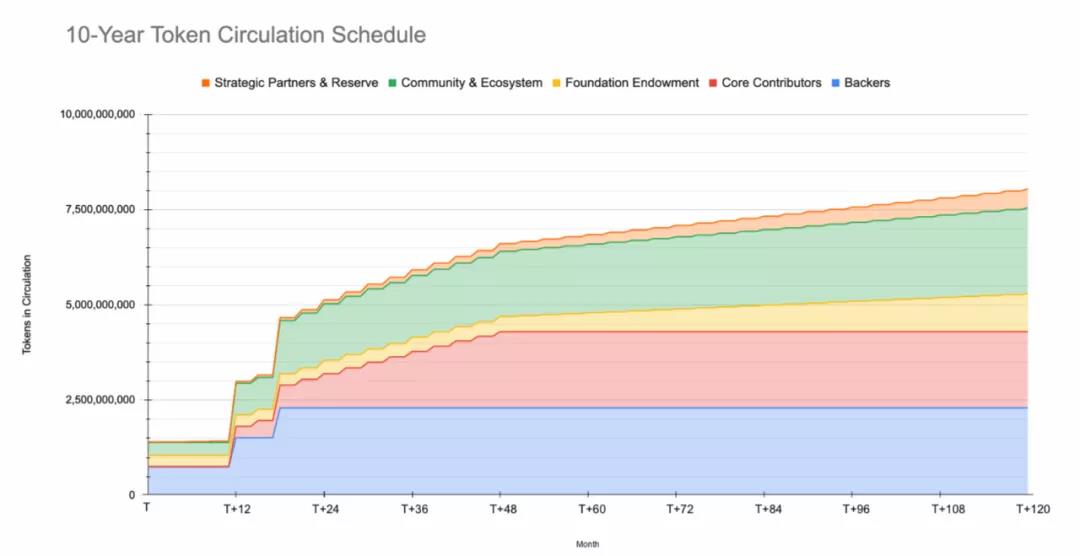 10-Year Token Circulation Schedule
Strategic Partners & Reserve Community & Ecosystem Foundation Endowment Core Contributors Backers
10,000,000,000
7,500,000,000
5,000,000,000
2,500,000,000
0
Tokens in Circulation
T T+12 T+24 T+36 T+48 T+60 T+72 T+84 T+96 T+108 T+120
Month